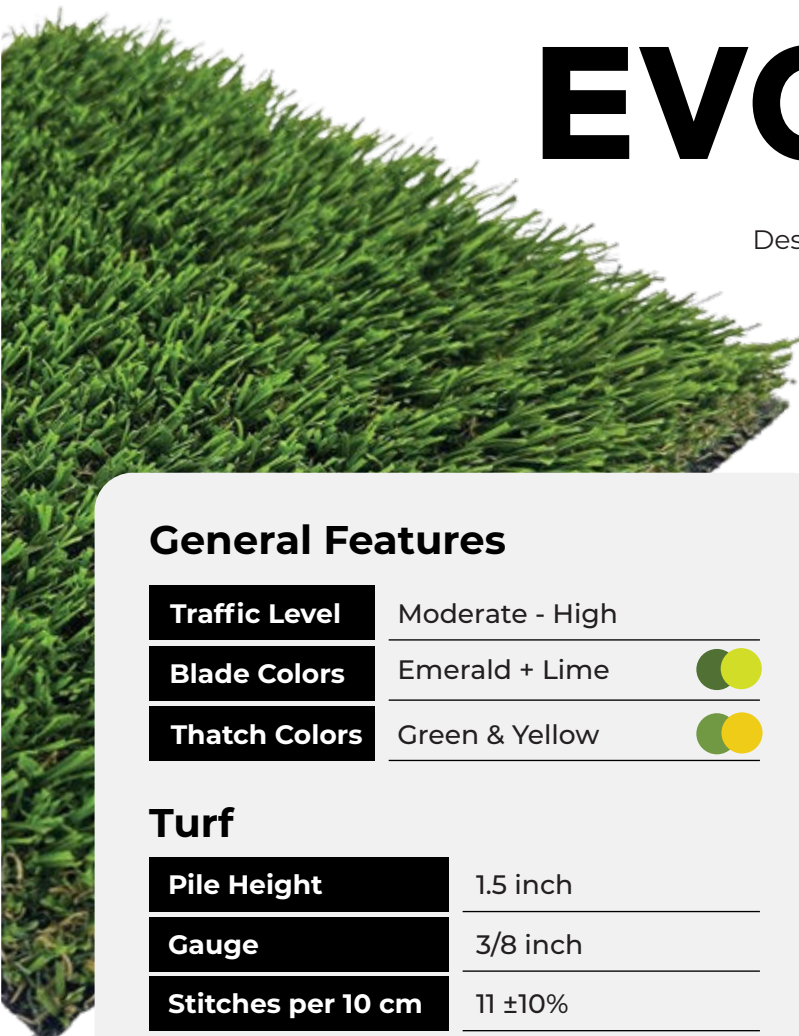 EVO
Des
General Features
Traffic Level Moderate - High
Blade Colors Emerald + Lime
Thatch Colors Green & Yellow
Turf
Pile Height 1.5 inch
Gauge 3/8 inch
Stitches per 10 cm 11 ±10%